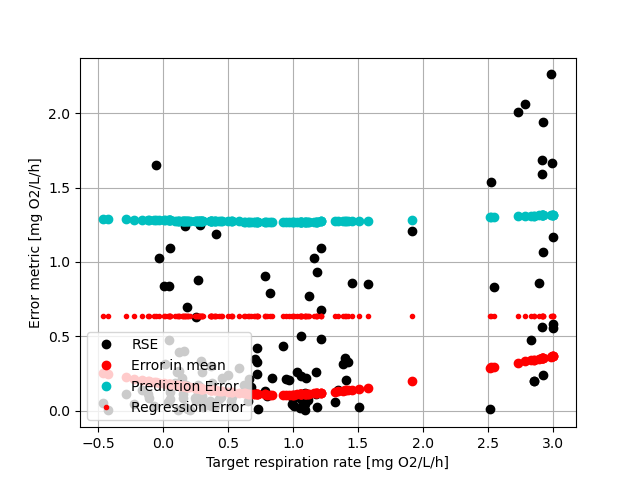 2.0
1.5
1.0
0.5
0.0
Error metric [mg O2/L/h]
RSE
Error in mean
Prediction Error
Regression Error
−0.5 0.0 0.5 1.0 1.5 2.0 2.5 3.0
Target respiration rate [mg O2/L/h]